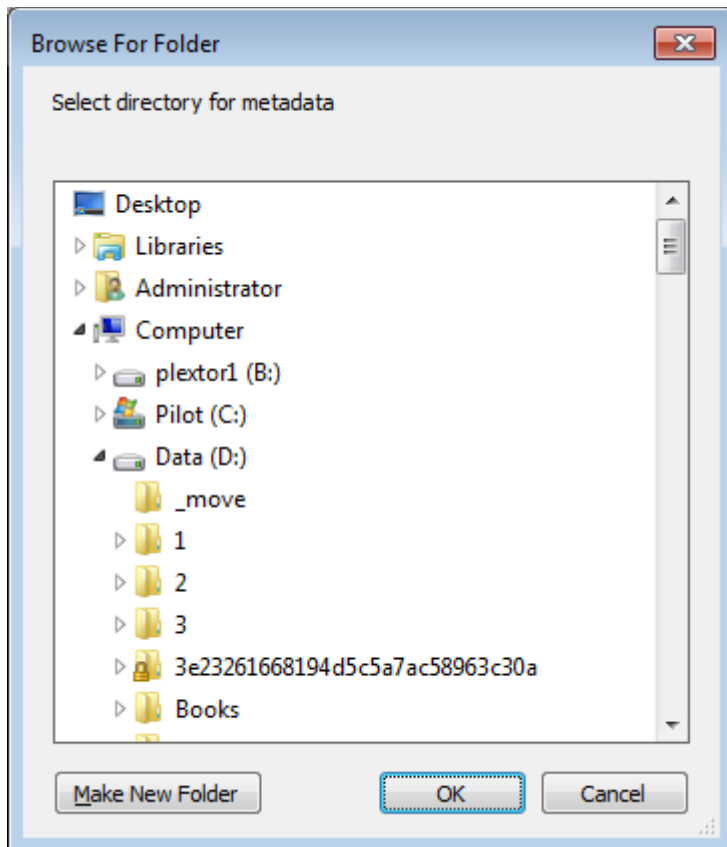 Browse For Folder
Select directory for metadata
Desktop
Libraries
Administrator
Computer
plextor1 (B:)
Pilot (C:)
Data (D:)
_move
1
2
3
3e23261668194d5c5a7ac58963c30a
Books
Make New Folder
OK
Cancel